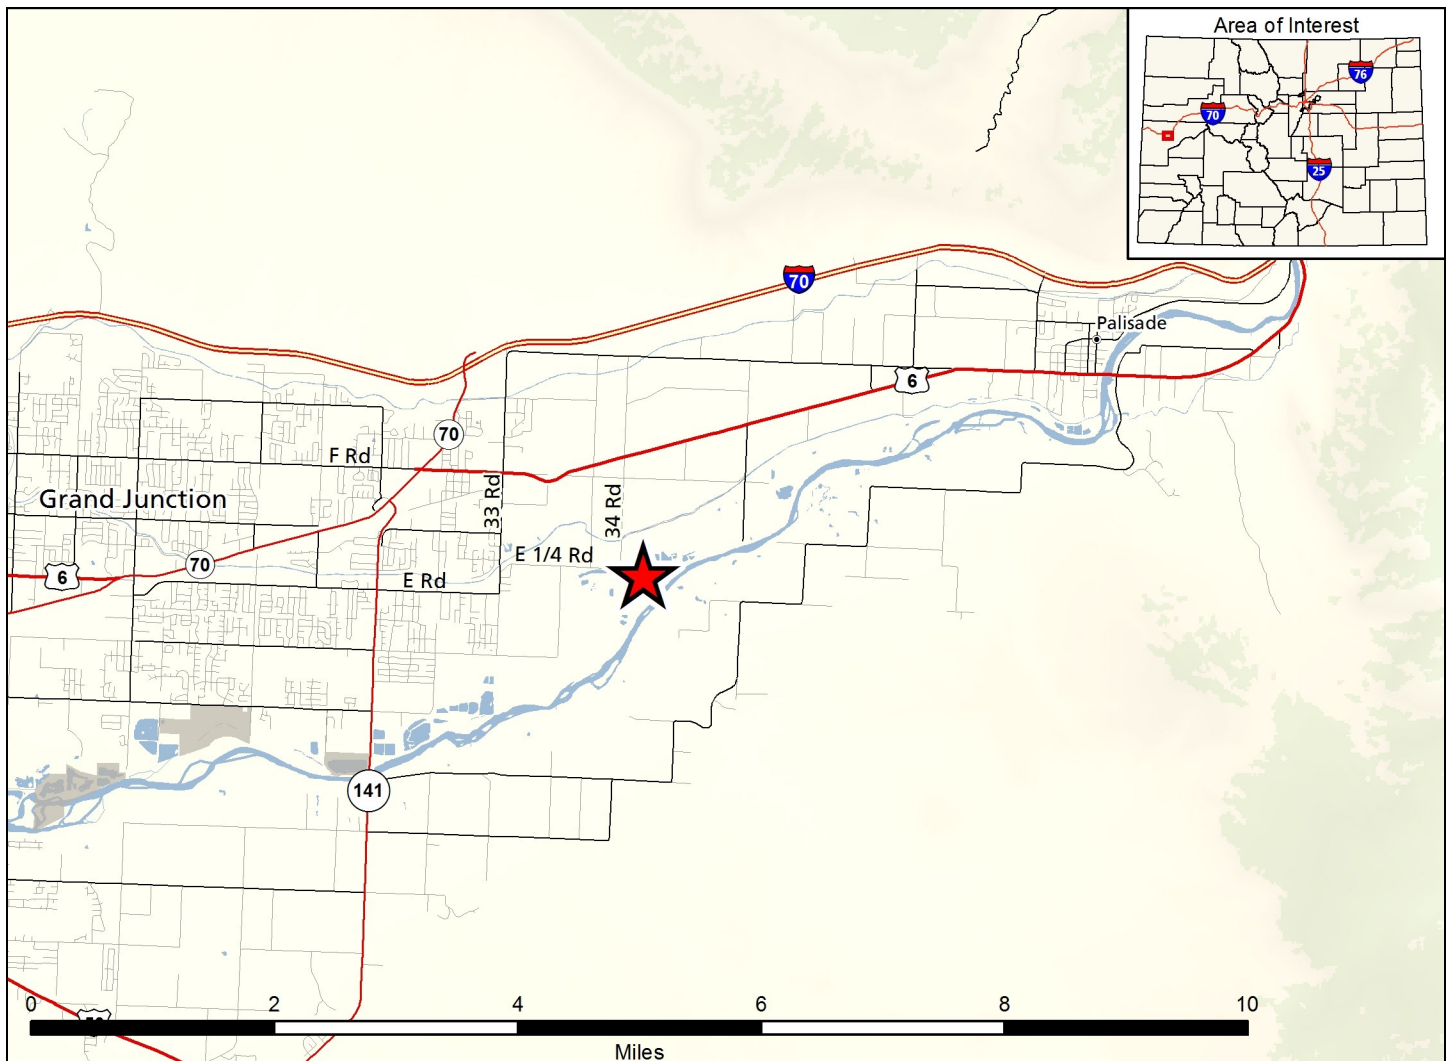 Area of Interest
76
70
25
70
Palisade
6
70
F Rd
Grand Junction
33 Rd
34 Rd
E 1/4 Rd
70
6
E Rd
141
0 2 4 6 8 10
Miles